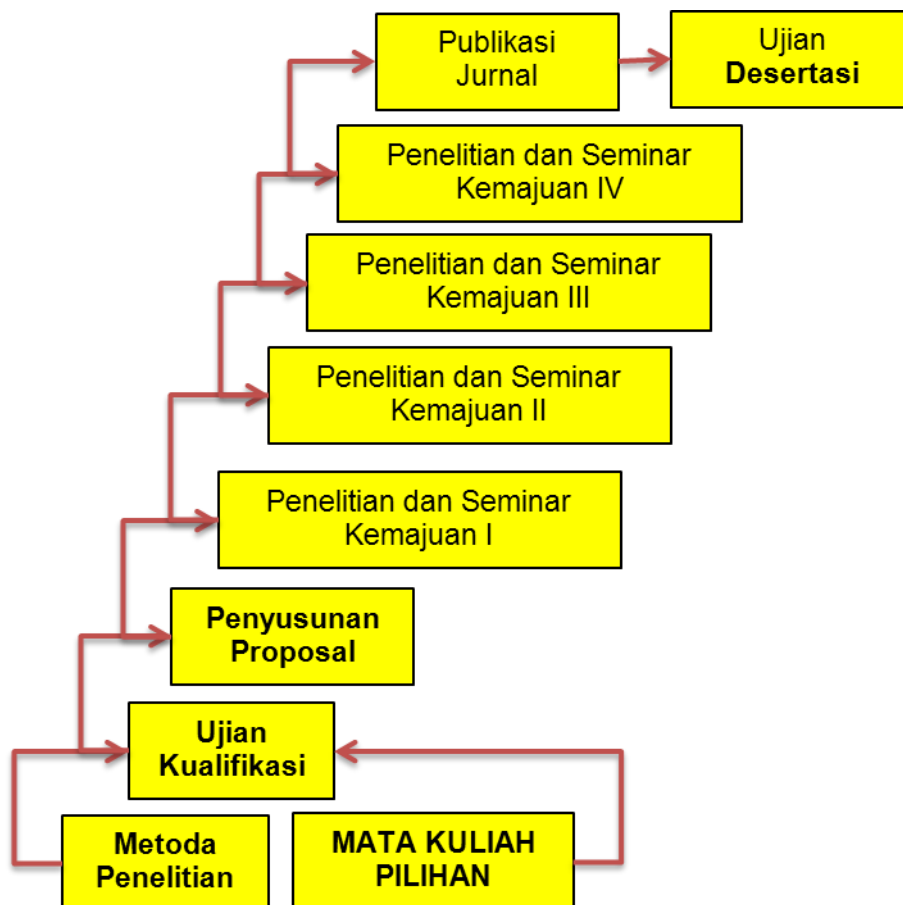 Publikasi
Jurnal
Ujian
Desertasi
Penelitian dan Seminar
Kemajuan IV
Penelitian dan Seminar
Kemajuan III
Penelitian dan Seminar
Kemajuan II
Penelitian dan Seminar
Kemajuan I
Penyusunan
Proposal
Ujian
Kualifikasi
Metoda
Penelitian
MATA KULIAH
PILIHAN